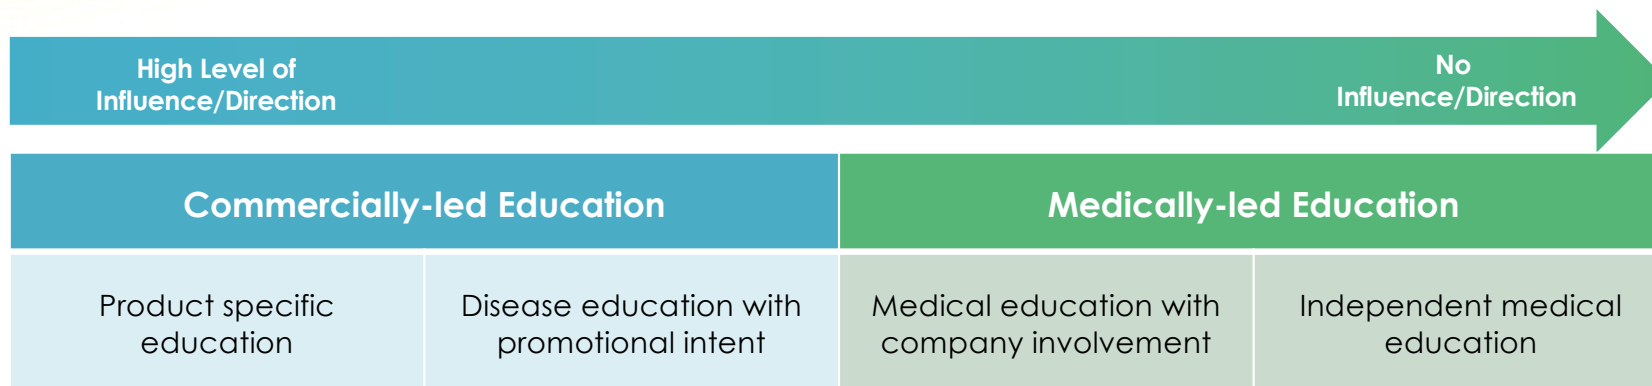 High Level of
Influence/Direction
No
Influence/Direction
Commercially-led Education
Medically-led Education
Product specific
education
Disease education with
promotional intent
Medical education with
company involvement
Independent medical
education